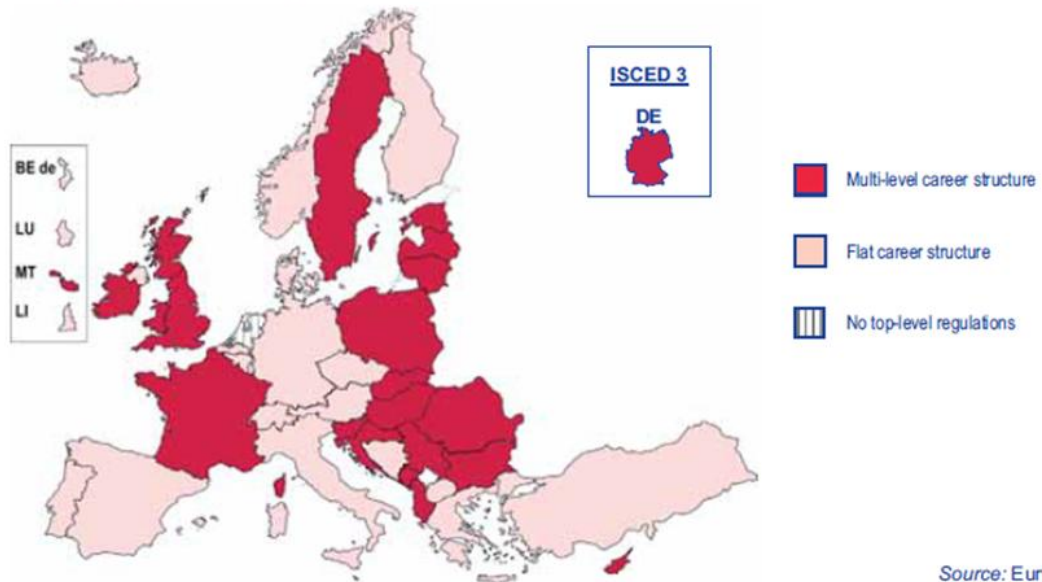 ISCED 3
DE
BE de
LU
MT
LI
Multi-level career structure
Flat career structure
No top-level regulations
Source: Eur